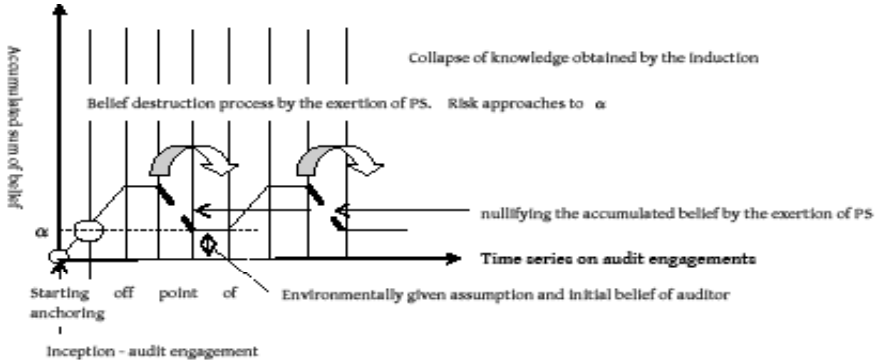 Collapse of knowledge obtained by the induction
Accumulated sum of belief
Belief destruction process by the exertion of PS. Risk approaches to α
nullifying the accumulated belief by the exertion of PS
α
Time series on audit engagements
Starting off point of
anchoring
Environmentally given assumption and initial belief of auditor
Inception - audit engagement